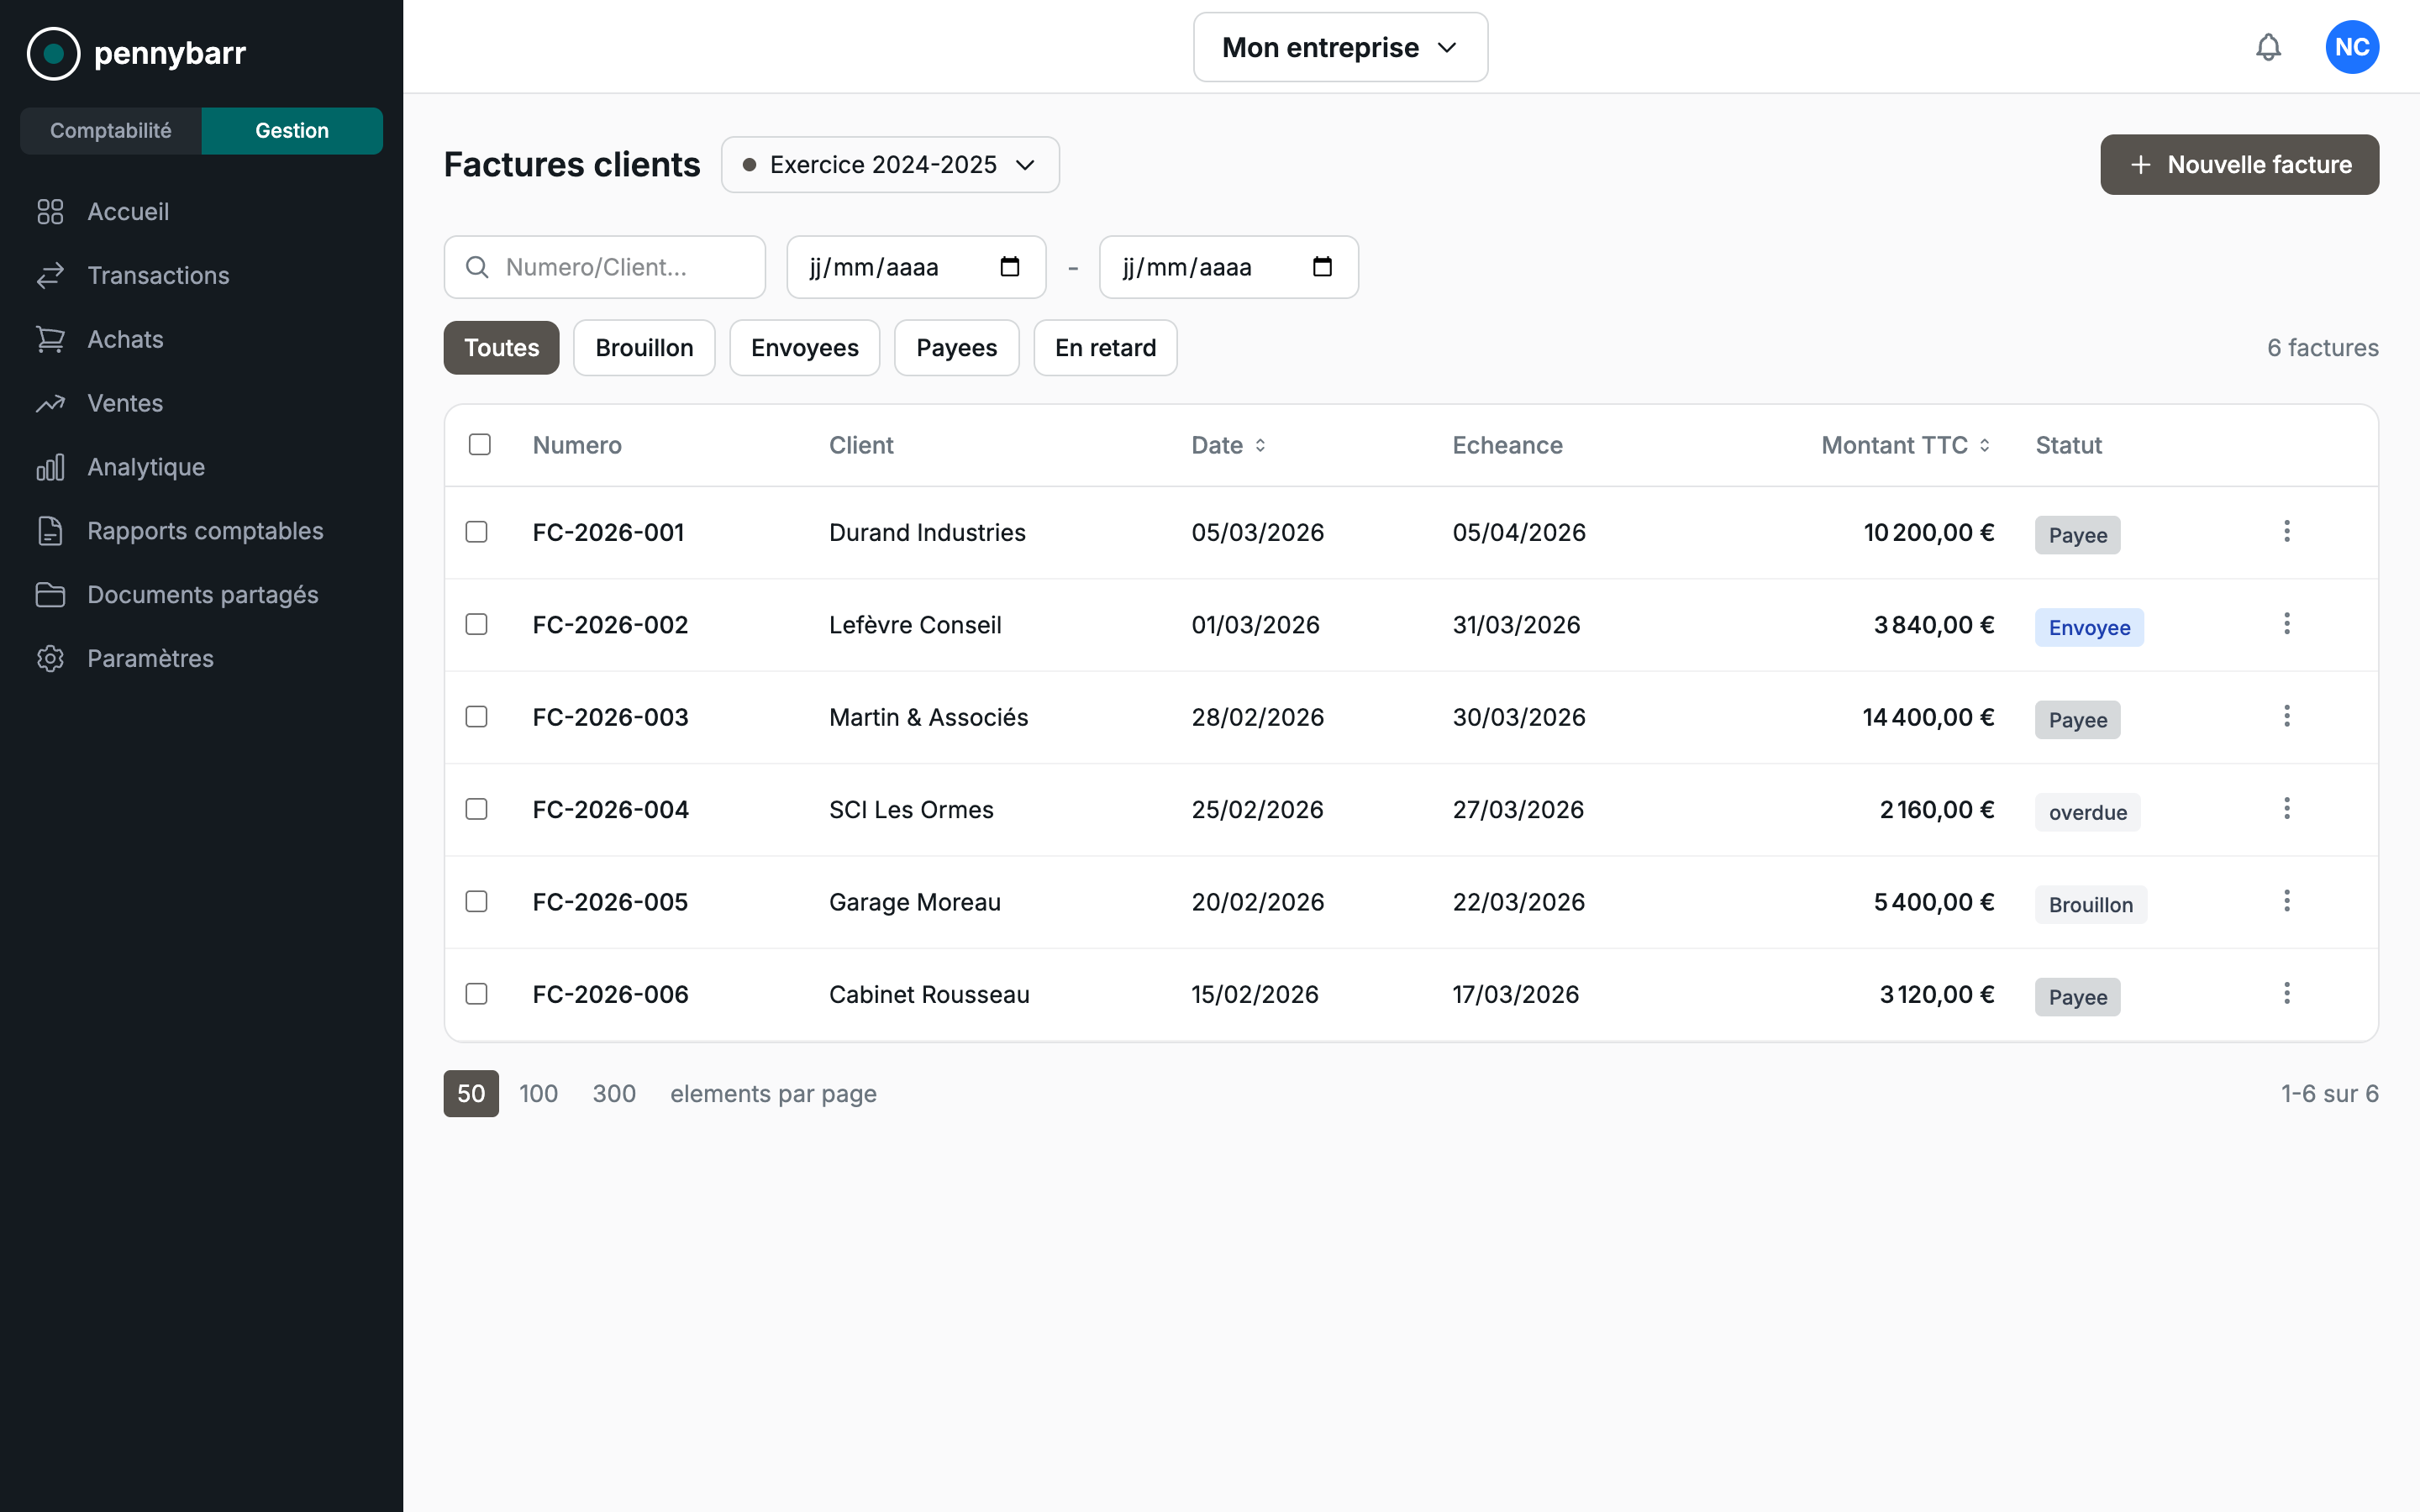 pennybarr
Mon entreprise
NC
Comptabilité Gestion
Accueil
Transactions
Achats
Ventes
Analytique
Rapports comptables
Documents partagés
Paramètres
Factures clients Exercice 2024-2025 Nouvelle facture
Numero/Client... jj/mm/aaaa - jj/mm/aaaa
Toutes Brouillon Envoyees Payees En retard 6 factures
Numero Client Date Echeance Montant TTC Statut
FC-2026-001 Durand Industries 05/03/2026 05/04/2026 10 200,00 € Payee
FC-2026-002 Lefèvre Conseil 01/03/2026 31/03/2026 3 840,00 € Envoyee
FC-2026-003 Martin & Associés 28/02/2026 30/03/2026 14 400,00 € Payee
FC-2026-004 SCI Les Ormes 25/02/2026 27/03/2026 2 160,00 € overdue
FC-2026-005 Garage Moreau 20/02/2026 22/03/2026 5 400,00 € Brouillon
FC-2026-006 Cabinet Rousseau 15/02/2026 17/03/2026 3 120,00 € Payee
50 100 300 elements par page 1-6 sur 6